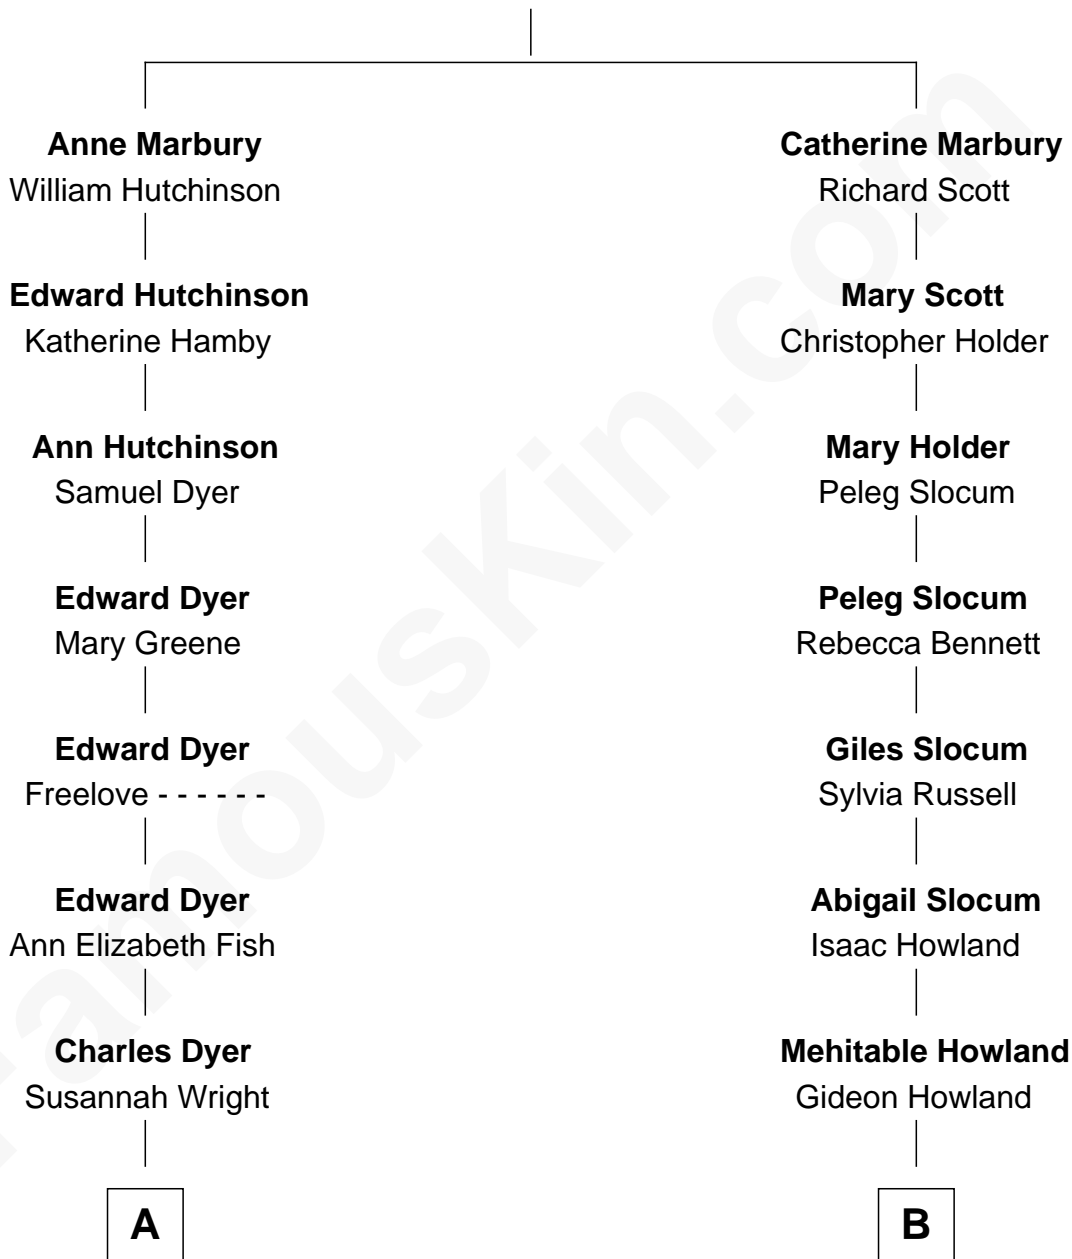 Anne Marbury
William Hutchinson
Edward Hutchinson
Katherine Hamby
Ann Hutchinson
Samuel Dyer
Edward Dyer
Mary Greene
Edward Dyer
Freelove - - - - - -
Edward Dyer
Ann Elizabeth Fish
Charles Dyer
Susannah Wright
A
Catherine Marbury
Richard Scott
Mary Scott
Christopher Holder
Mary Holder
Peleg Slocum
Peleg Slocum
Rebecca Bennett
Giles Slocum
Sylvia Russell
Abigail Slocum
Isaac Howland
Mehitable Howland
Gideon Howland
B
FamousKin.com